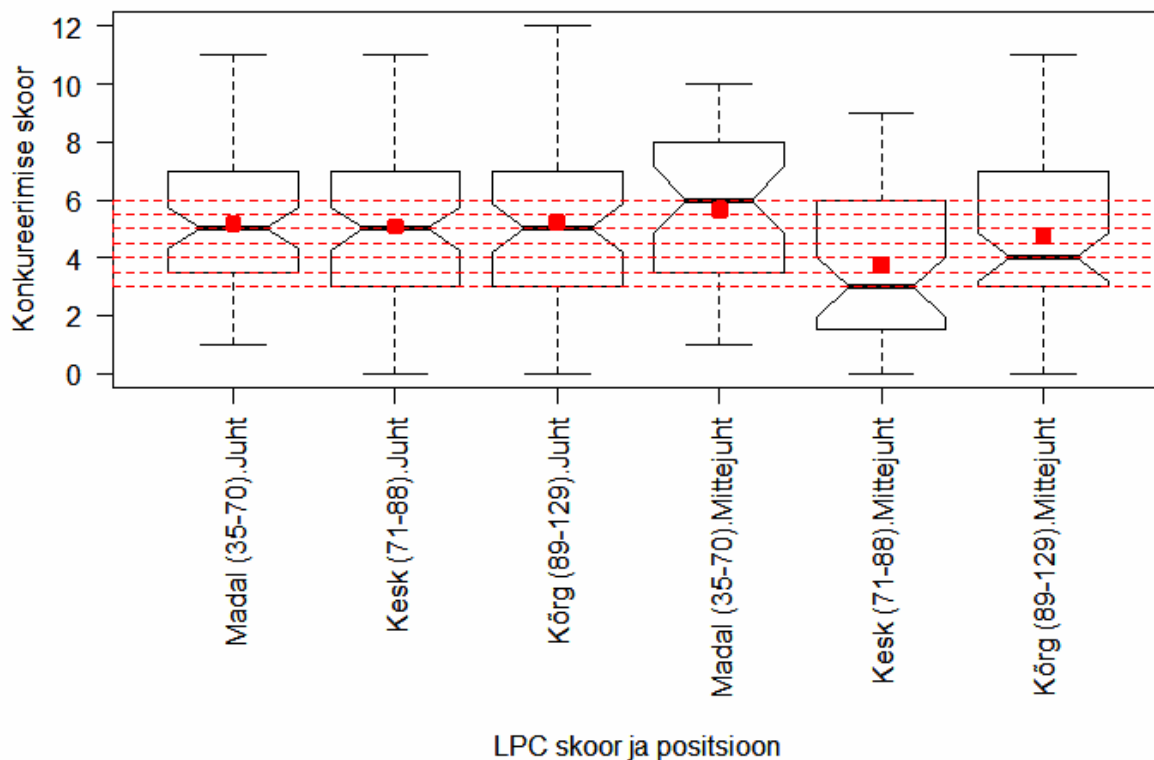 Konkureerimise skoor
12
10
8
6
4
2
0
Madal (35-70).Juht
Kesk (71-88).Juht
Kõrg (89-129).Juht
Madal (35-70).Mittejuht
Kesk (71-88).Mittejuht
Kõrg (89-129).Mittejuht
LPC skoor ja positsioon